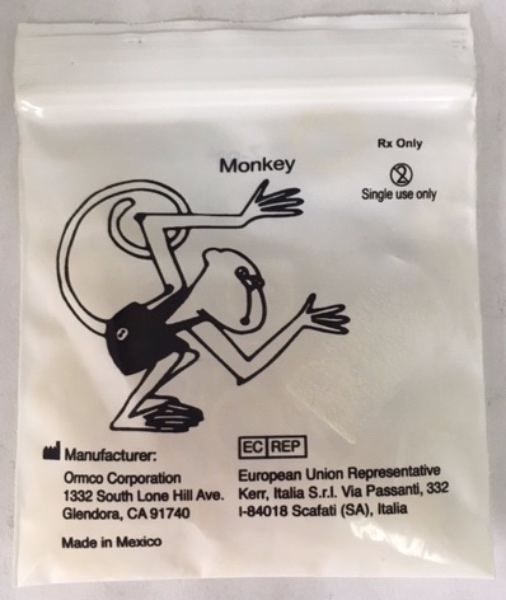 Rx Only
Monkey
2
Single use only
Manufacturer:
Ormco Corporation
1332 South Lone Hill Ave.
Glendora, CA 91740
Made in Mexico
EC REP
European Union Representative
Kerr, Italia S.r.l. Via Passanti, 332
I-84018 Scafati (SA), Italia